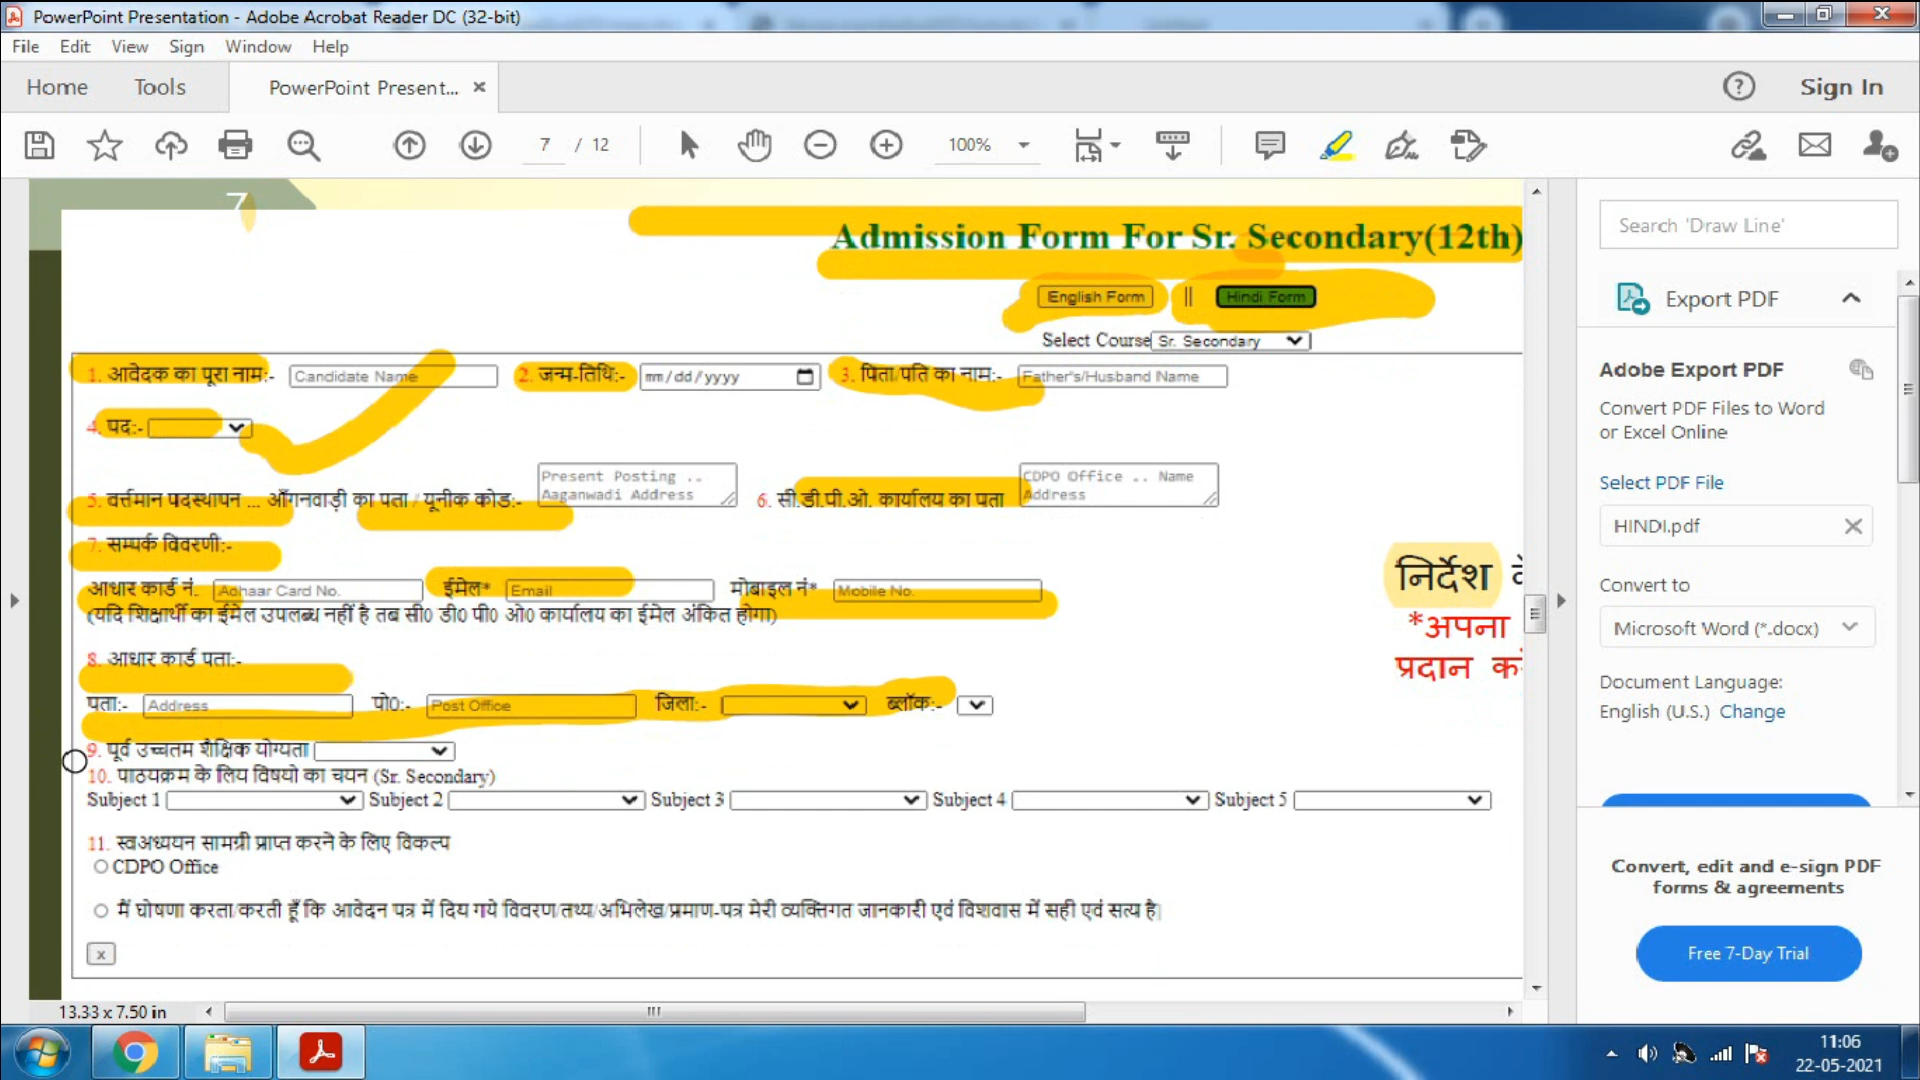 PowerPoint Presentation - Adobe Acrobat Reader DC (32-bit)
File Edit View Sign Window Help
Home Tools PowerPoint Present... Sign In
7 / 12 100%
7
Admission Form For Sr. Secondary(12th)
English Form || Hindi Form
Select Course Sr. Secondary
1. आवेदक का पूरा नाम:- Candidate Name 2. जन्म-तिथि:- mm/dd/yyyy 3. पिता/पति का नाम:- Father's/Husband Name
4. पद:-
5. वर्त्तमान पदस्थापन ... आँगनवाड़ी का पता / यूनीक कोड:- Present Posting .. Aaganwadi Address 6. सी.डी.पी.ओ. कार्यालय का पता CDPO Office .. Name Address
7. सम्पर्क विवरणी:-
आधार कार्ड नं. Adhaar Card No. ईमेल* Email मोबाइल नं* Mobile No.
(यदि शिक्षार्थी का ईमेल उपलब्ध नहीं है तब सी0 डी0 पी0 ओ0 कार्यालय का ईमेल अंकित होगा)
8. आधार कार्ड पता:-
पता:- Address पो0:- Post Office जिला:- ब्लॉक:-
9. पूर्व उच्चतम शैक्षिक योग्यता
10. पाठयक्रम के लिय विषयो का चयन (Sr. Secondary)
Subject 1 Subject 2 Subject 3 Subject 4 Subject 5
11. स्वअध्ययन सामग्री प्राप्त करने के लिए विकल्प
CDPO Office
मैं घोषणा करता/करती हूँ कि आवेदन पत्र में दिय गये विवरण/तथ्य/अभिलेख/प्रमाण-पत्र मेरी व्यक्तिगत जानकारी एवं विशवास में सही एवं सत्य है|
x
निर्देश
*अपना
प्रदान
13.33 x 7.50 in
Search 'Draw Line'
Export PDF
Adobe Export PDF
Convert PDF Files to Word
or Excel Online
Select PDF File
HINDI.pdf
Convert to
Microsoft Word (*.docx)
Document Language:
English (U.S.) Change
Convert, edit and e-sign PDF
forms & agreements
Free 7-Day Trial
11:06
22-05-2021